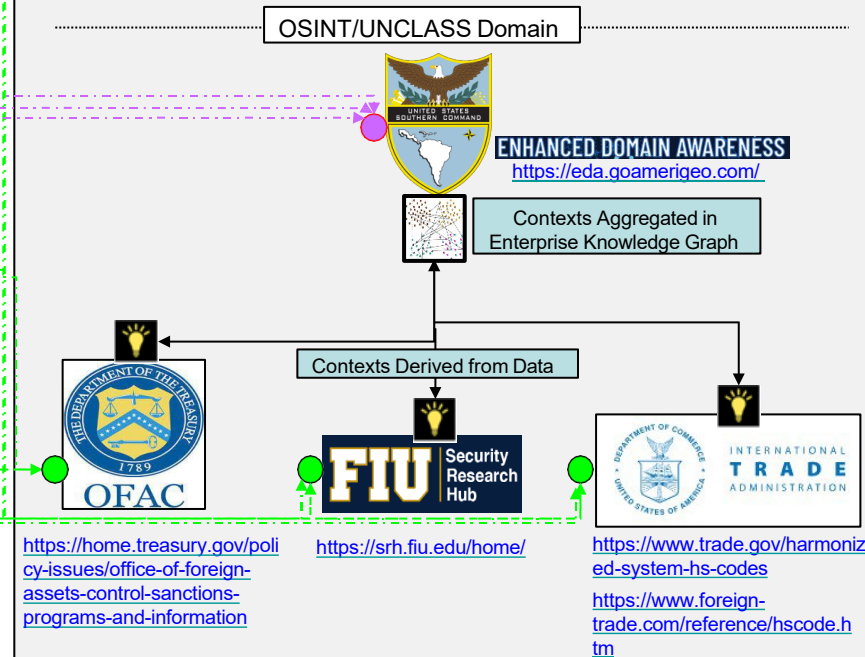 OSINT/UNCLASS Domain
UNITED STATES
SOUTHERN COMMAND
ENHANCED DOMAIN AWARENESS
https://eda.goamerigeo.com/
Contexts Aggregated in
Enterprise Knowledge Graph
Contexts Derived from Data
THE DEPARTMENT OF THE TREASURY
1789
OFAC
FIU
Security
Research
Hub
DEPARTMENT OF COMMERCE
UNITED STATES OF AMERICA
INTERNATIONAL
TRADE
ADMINISTRATION
https://home.treasury.gov/poli
cy-issues/office-of-foreign-
assets-control-sanctions-
programs-and-information
https://srh.fiu.edu/home/
https://www.trade.gov/harmoniz
ed-system-hs-codes
https://www.foreign-
trade.com/reference/hscode.h
tm